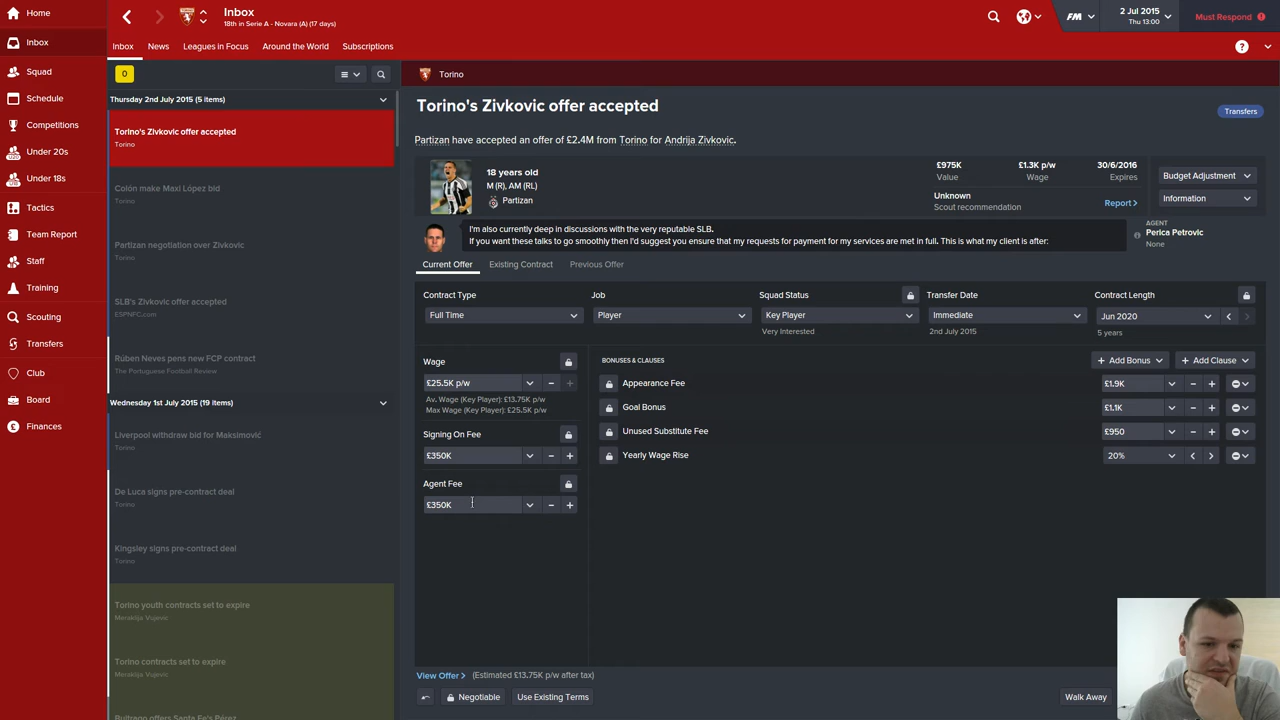 Home
Inbox
Squad
Schedule
Competitions
Under 20s
Under 18s
Tactics
Team Report
Staff
Training
Scouting
Transfers
Club
Board
Finances
Inbox
18th in Serie A - Novara (A) (17 days)
FM
2 Jul 2015
Thu 13:00
Must Respond
Inbox
News
Leagues in Focus
Around the World
Subscriptions
0
Thursday 2nd July 2015 (5 items)
Torino's Zivkovic offer accepted
Torino
Colón make Maxi López bid
Torino
Partizan negotiation over Zivkovic
Torino
SLB's Zivkovic offer accepted
ESPNFC.com
Rúben Neves pens new FCP contract
The Portuguese Football Review
Wednesday 1st July 2015 (19 items)
Liverpool withdraw bid for Maksimović
Torino
De Luca signs pre-contract deal
Torino
Kingsley signs pre-contract deal
Torino
Torino youth contracts set to expire
Meraklija Vujevic
Torino contracts set to expire
Meraklija Vujevic
Bultrago offers Santa Fe's Pérez
Torino
Torino's Zivkovic offer accepted
Transfers
Partizan have accepted an offer of £2.4M from Torino for Andrija Zivkovic.
18 years old
M (R), AM (RL)
Partizan
£975K
Value
£1.3K p/w
Wage
30/6/2016
Expires
Unknown
Scout recommendation
Report >
Budget Adjustment
Information
I'm also currently deep in discussions with the very reputable SLB.
If you want these talks to go smoothly then I'd suggest you ensure that my requests for payment for my services are met in full. This is what my client is after:
AGENT
Perica Petrovic
None
Current Offer
Existing Contract
Previous Offer
Contract Type
Full Time
Job
Player
Squad Status
Key Player
Very Interested
Transfer Date
Immediate
2nd July 2015
Contract Length
Jun 2020
5 years
Wage
£25.5K p/w
Av. Wage (Key Player): £13.75K p/w
Max Wage (Key Player): £25.5K p/w
Signing On Fee
£350K
Agent Fee
£350K
BONUSES & CLAUSES
+ Add Bonus
+ Add Clause
Appearance Fee
£1.9K
Goal Bonus
£1.1K
Unused Substitute Fee
£950
Yearly Wage Rise
20%
View Offer > (Estimated £13.75K p/w after tax)
Negotiable
Use Existing Terms
Walk Away